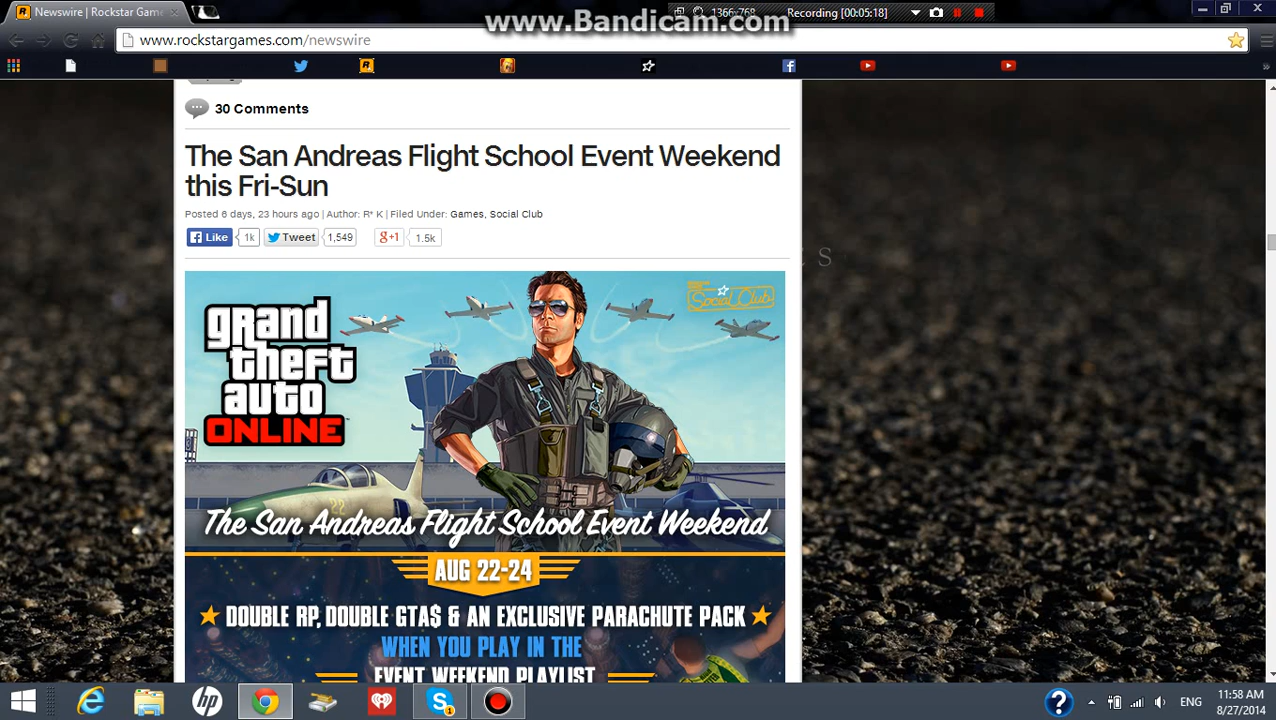 www.Bandicam.com
Newswire | Rockstar Game
1366x768
Recording [00:05:18]
www.rockstargames.com/newswire
30 Comments
The San Andreas Flight School Event Weekend
this Fri-Sun
Posted 6 days, 23 hours ago | Author: R* K | Filed Under: Games, Social Club
Like 1k Tweet 1,549 g+1 1.5k
E S
Social Club
grand
theft
auto
ONLINE
22
The San Andreas Flight School Event Weekend
AUG 22-24
★ DOUBLE RP, DOUBLE GTA$ & AN EXCLUSIVE PARACHUTE PACK ★
WHEN YOU PLAY IN THE
EVENT WEEKEND PLAYLIST
ENG
11:58 AM
8/27/2014